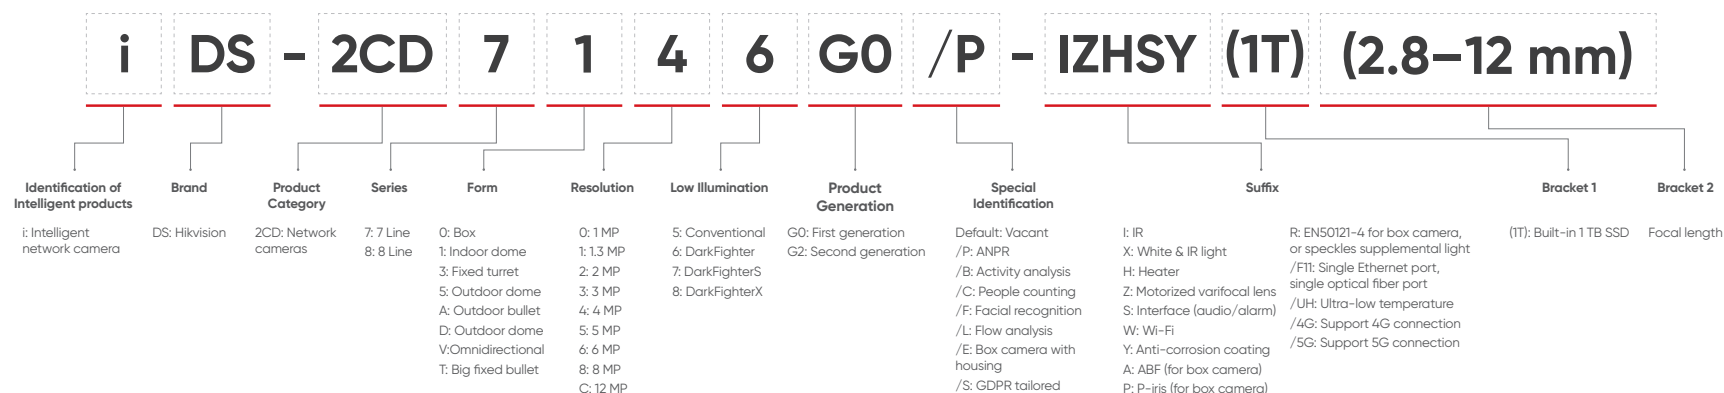 i DS – 2CD 7 1 4 6 G0 /P – IZHSY (1T) (2.8–12 mm)
Identification of
Intelligent products
i: Intelligent
network camera
Brand
DS: Hikvision
Product
Category
2CD: Network
cameras
Series
7: 7 Line
8: 8 Line
Form
0: Box
1: Indoor dome
3: Fixed turret
5: Outdoor dome
A: Outdoor bullet
D: Outdoor dome
V:Omnidirectional
T: Big fixed bullet
Resolution
0: 1 MP
1: 1.3 MP
2: 2 MP
3: 3 MP
4: 4 MP
5: 5 MP
6: 6 MP
8: 8 MP
C: 12 MP
Low Illumination
5: Conventional
6: DarkFighter
7: DarkFighterS
8: DarkFighterX
Product
Generation
G0: First generation
G2: Second generation
Special
Identification
Default: Vacant
/P: ANPR
/B: Activity analysis
/C: People counting
/F: Facial recognition
/L: Flow analysis
/E: Box camera with
housing
/S: GDPR tailored
Suffix
I: IR
X: White & IR light
H: Heater
Z: Motorized varifocal lens
S: Interface (audio/alarm)
W: Wi-Fi
Y: Anti-corrosion coating
A: ABF (for box camera)
P: P-iris (for box camera)
R: EN50121-4 for box camera,
or speckles supplemental light
/F11: Single Ethernet port,
single optical fiber port
/UH: Ultra-low temperature
/4G: Support 4G connection
/5G: Support 5G connection
Bracket 1
(1T): Built-in 1 TB SSD
Bracket 2
Focal length